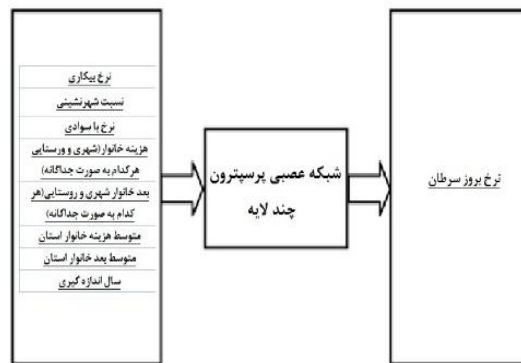 نرخ بیکاری
نسبت شهرنشینی
نرخ با سوادی
هزینه خانوار (شهری و ورستایی
هرکدام به صورت جداگانه)
بعد خانوار شهری و روستایی(هر
کدام به صورت جداگانه)
متوسط هزینه خانوار استان
متوسط بعد خانوار استان
سال اندازه گیری
شبکه عصبی پرسپترون
چند لایه
نرخ بروز سرطان